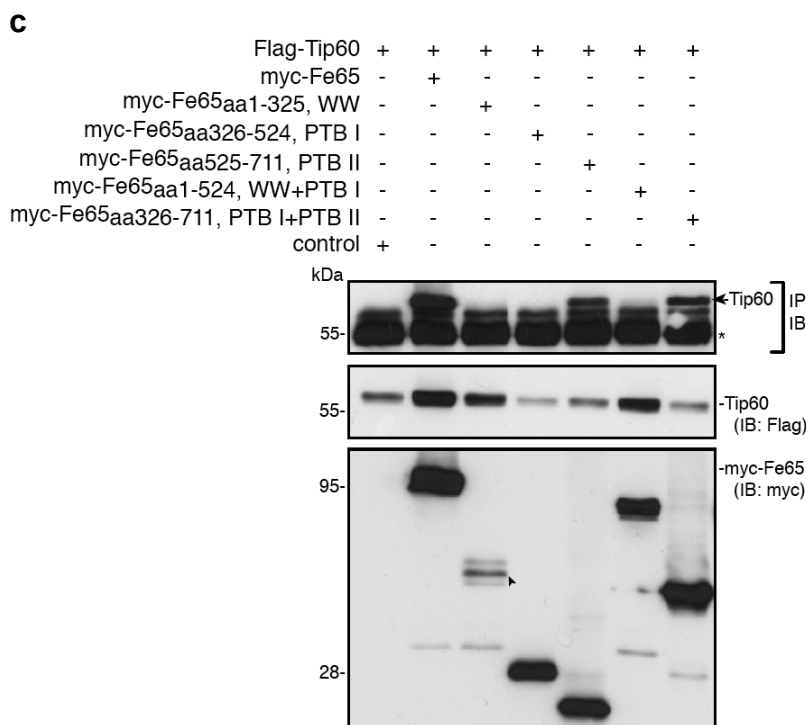 c
Flag-Tip60 + + + + + + +
myc-Fe65 - + - - - - -
myc-Fe65aa1-325, WW - - + - - - -
myc-Fe65aa326-524, PTB I - - - + - - -
myc-Fe65aa525-711, PTB II - - - - + - -
myc-Fe65aa1-524, WW+PTB I - - - - - + -
myc-Fe65aa326-711, PTB I+PTB II - - - - - - +
control + - - - - - -
kDa
-Tip60 IP
IB
55- *
-Tip60
55- (IB: Flag)
-myc-Fe65
95- (IB: myc)
28-